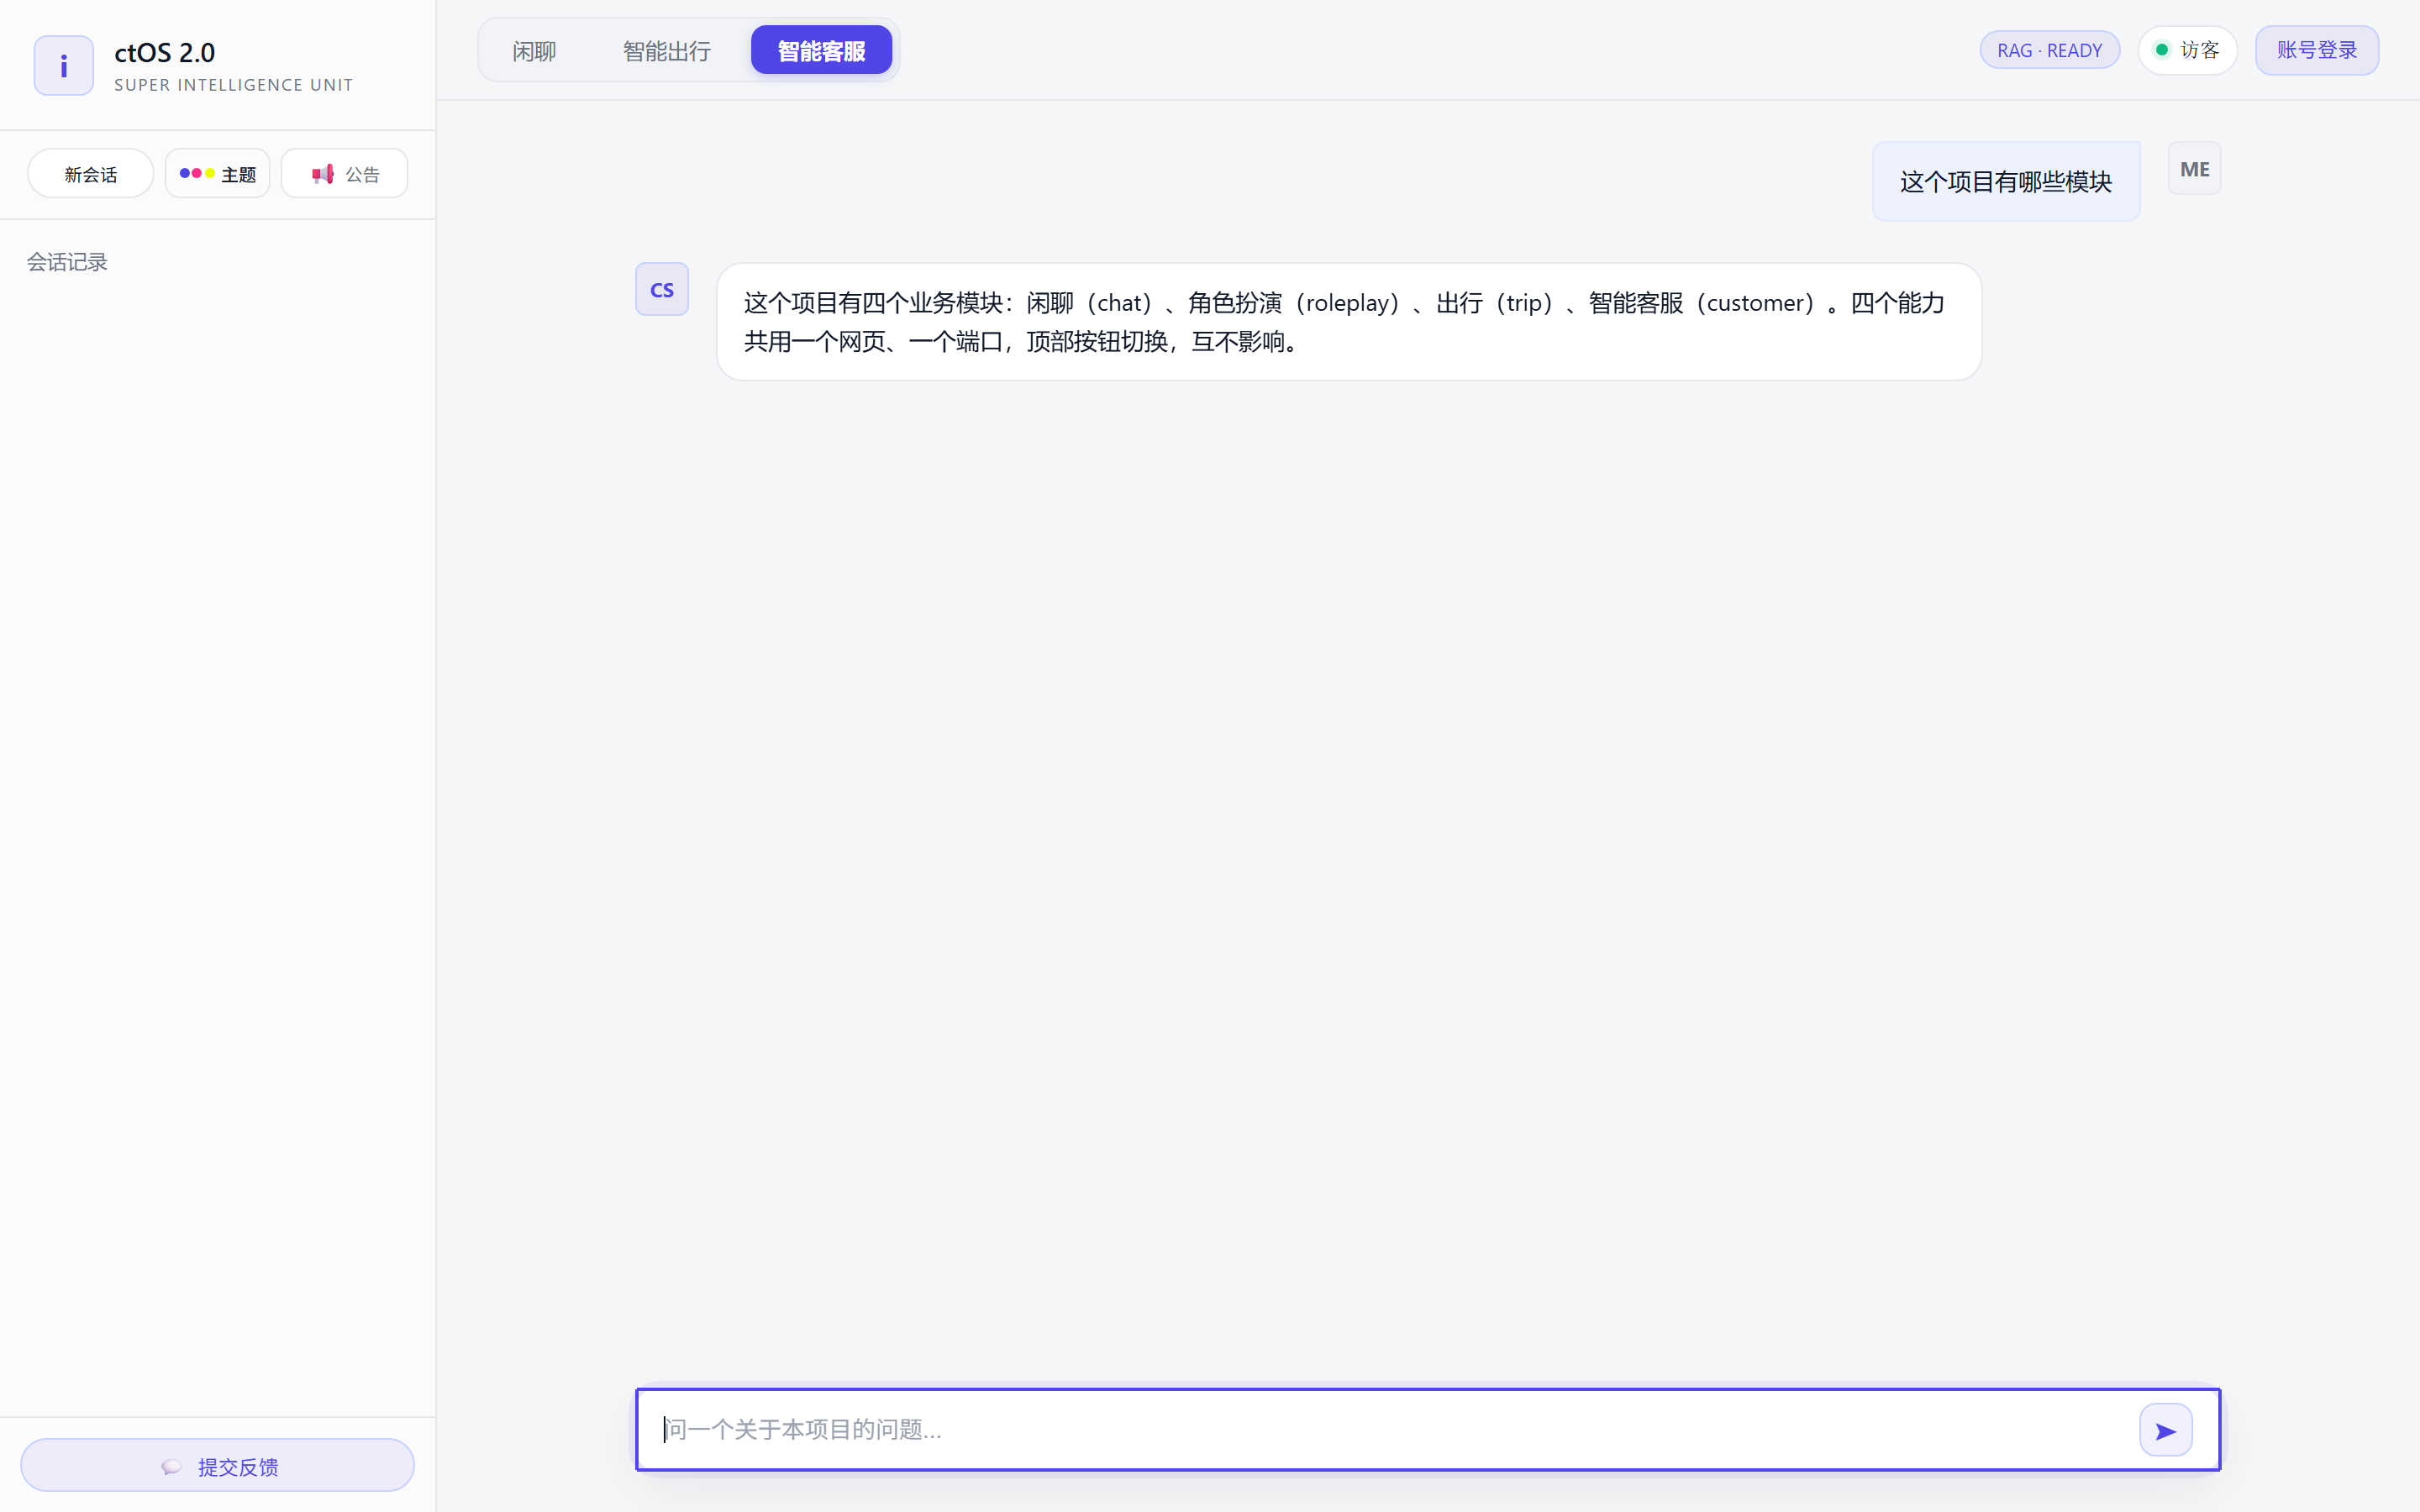 ctOS 2.0
SUPER INTELLIGENCE UNIT
新会话
主题
公告
会话记录
提交反馈
闲聊
智能出行
智能客服
RAG · READY
访客
账号登录
这个项目有哪些模块
ME
CS
这个项目有四个业务模块：闲聊（chat）、角色扮演（roleplay）、出行（trip）、智能客服（customer）。四个能力
共用一个网页、一个端口，顶部按钮切换，互不影响。
问一个关于本项目的问题...